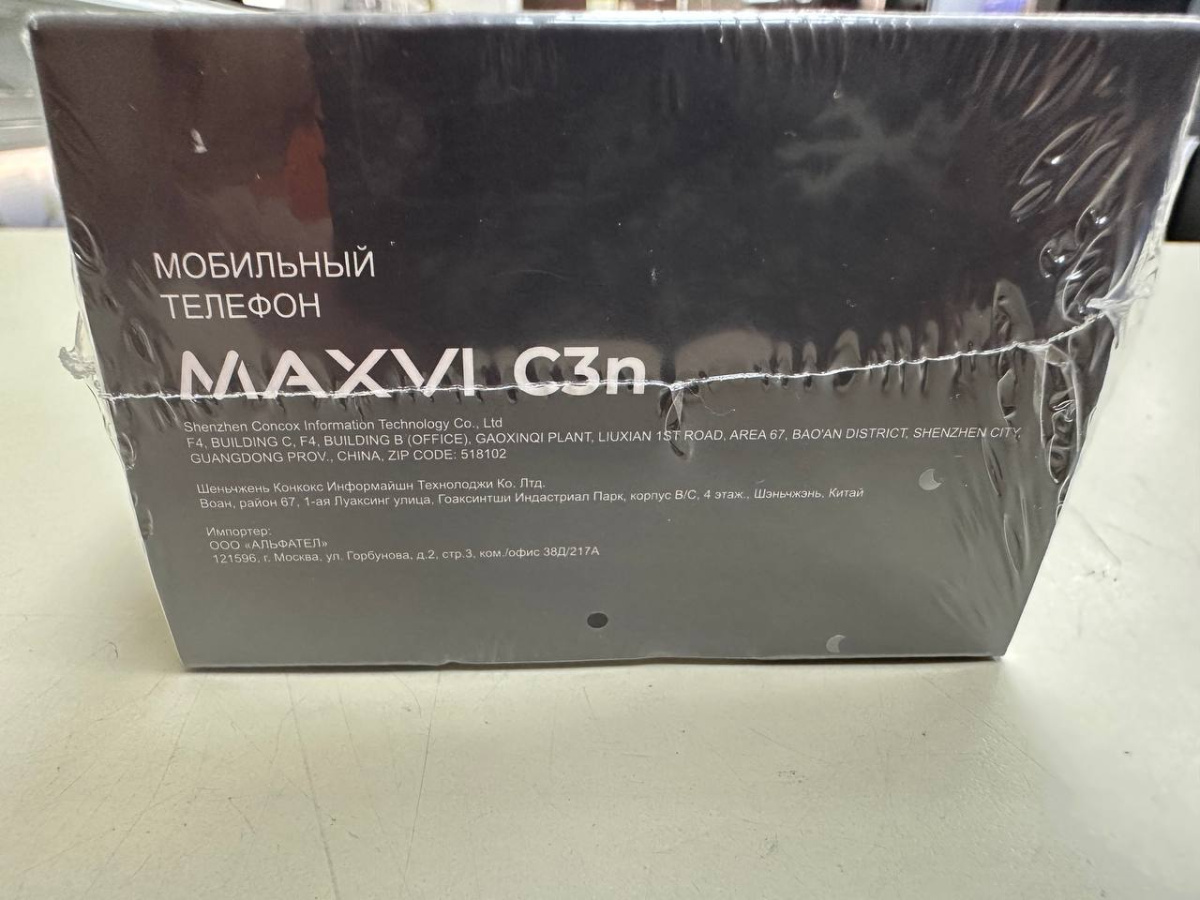 МОБИЛЬНЫЙ
ТЕЛЕФОН
MAXVI C3n
Shenzhen Concox Information Technology Co., Ltd
F4, BUILDING C, F4, BUILDING B (OFFICE), GAOXINQI PLANT, LIUXIAN 1ST ROAD, AREA 67, BAO'AN DISTRICT, SHENZHEN CITY,
GUANGDONG PROV., CHINA, ZIP CODE: 518102
Шеньчжень Конкокс Информайшн Технолоджи Ко. Лтд.
Воан, район 67, 1-ая Луаксинг улица, Гоаксинтши Индастриал Парк, корпус B/C, 4 этаж., Шэньчжэнь, Китай
Импортер:
ООО «АЛЬФАТЕЛ»
121596, г. Москва, ул. Горбунова, д.2, стр.3, ком./офис 38Д/217А